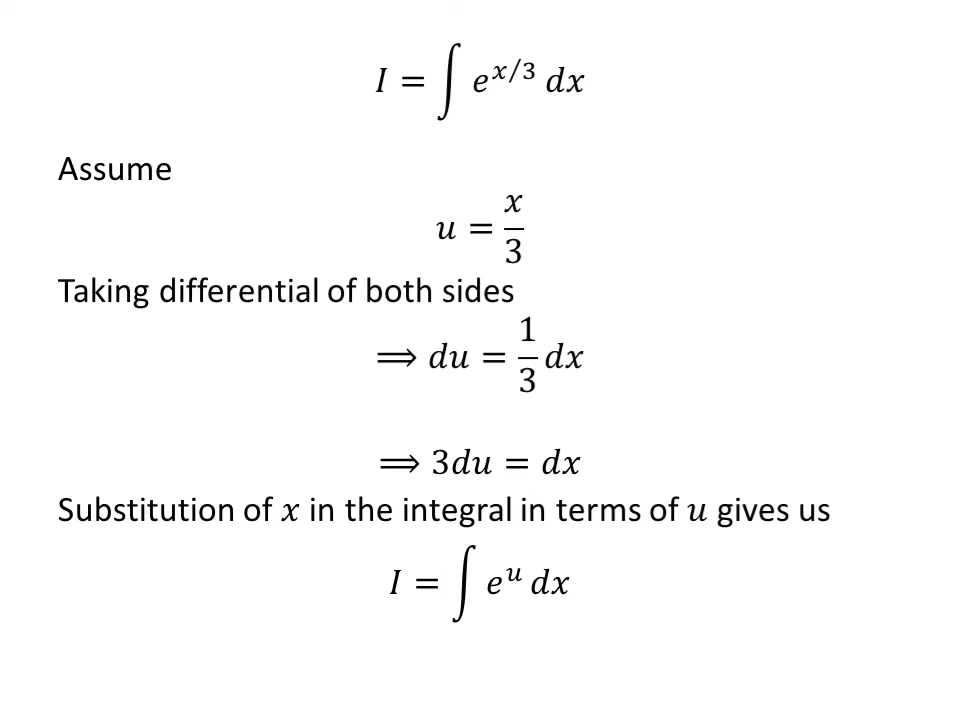 𝐼 = ∫ 𝑒^{𝑥/3} 𝑑𝑥
Assume
𝑢 = 𝑥/3
Taking differential of both sides
⟹ 𝑑𝑢 = 1/3 𝑑𝑥
⟹ 3𝑑𝑢 = 𝑑𝑥
Substitution of 𝑥 in the integral in terms of 𝑢 gives us
𝐼 = ∫ 𝑒^𝑢 𝑑𝑥